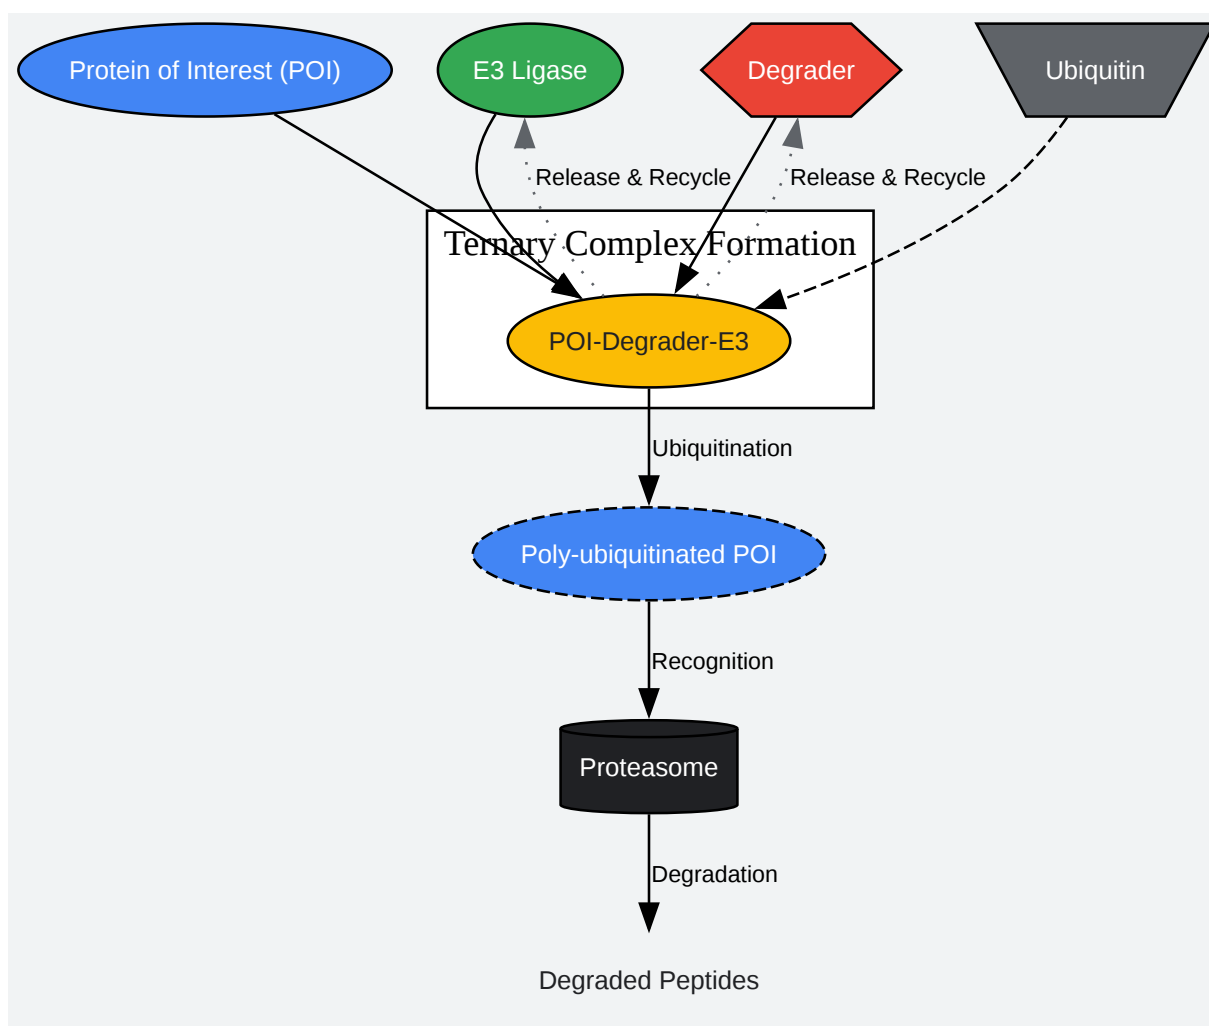 Protein of Interest (POI)
E3 Ligase
Degrader
Ubiquitin
Release & Recycle
Release & Recycle
Ternary Complex Formation
POI-Degrader-E3
Ubiquitination
Poly-ubiquitinated POI
Recognition
Proteasome
Degradation
Degraded Peptides